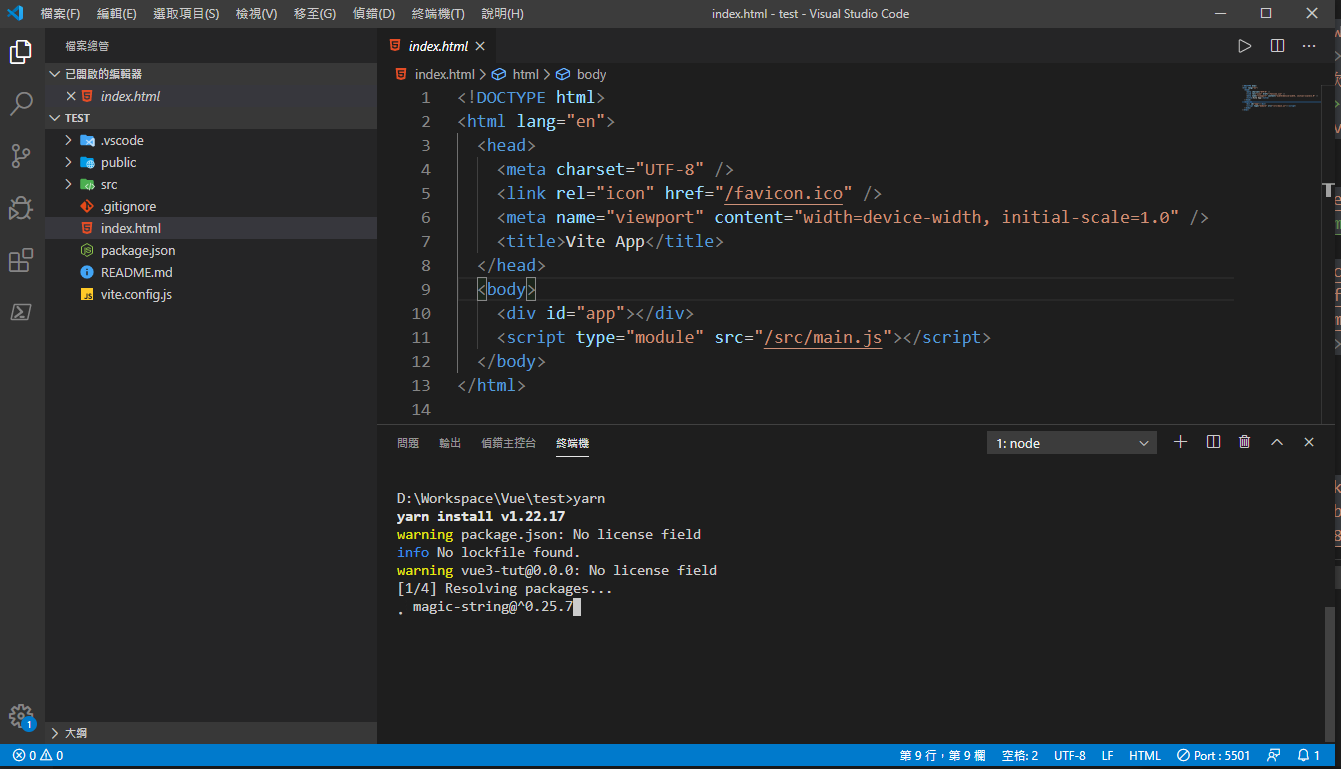 檔案(F) 編輯(E) 選取項目(S) 檢視(V) 移至(G) 偵錯(D) 終端機(T) 說明(H)
index.html - test - Visual Studio Code
檔案總管
已開啟的編輯器
index.html
TEST
.vscode
public
src
.gitignore
index.html
package.json
README.md
vite.config.js
大綱
index.html
index.html html body
1 <!DOCTYPE html>
2 <html lang="en">
3 <head>
4 <meta charset="UTF-8" />
5 <link rel="icon" href="/favicon.ico" />
6 <meta name="viewport" content="width=device-width, initial-scale=1.0" />
7 <title>Vite App</title>
8 </head>
9 <body>
10 <div id="app"></div>
11 <script type="module" src="/src/main.js"></script>
12 </body>
13 </html>
14
問題 輸出 偵錯主控台 終端機
1: node
D:\Workspace\Vue\test>yarn
yarn install v1.22.17
warning package.json: No license field
info No lockfile found.
warning vue3-tut@0.0.0: No license field
[1/4] Resolving packages...
. magic-string@^0.25.7
1
0 0
第 9 行，第 9 欄 空格: 2 UTF-8 LF HTML Port : 5501 1